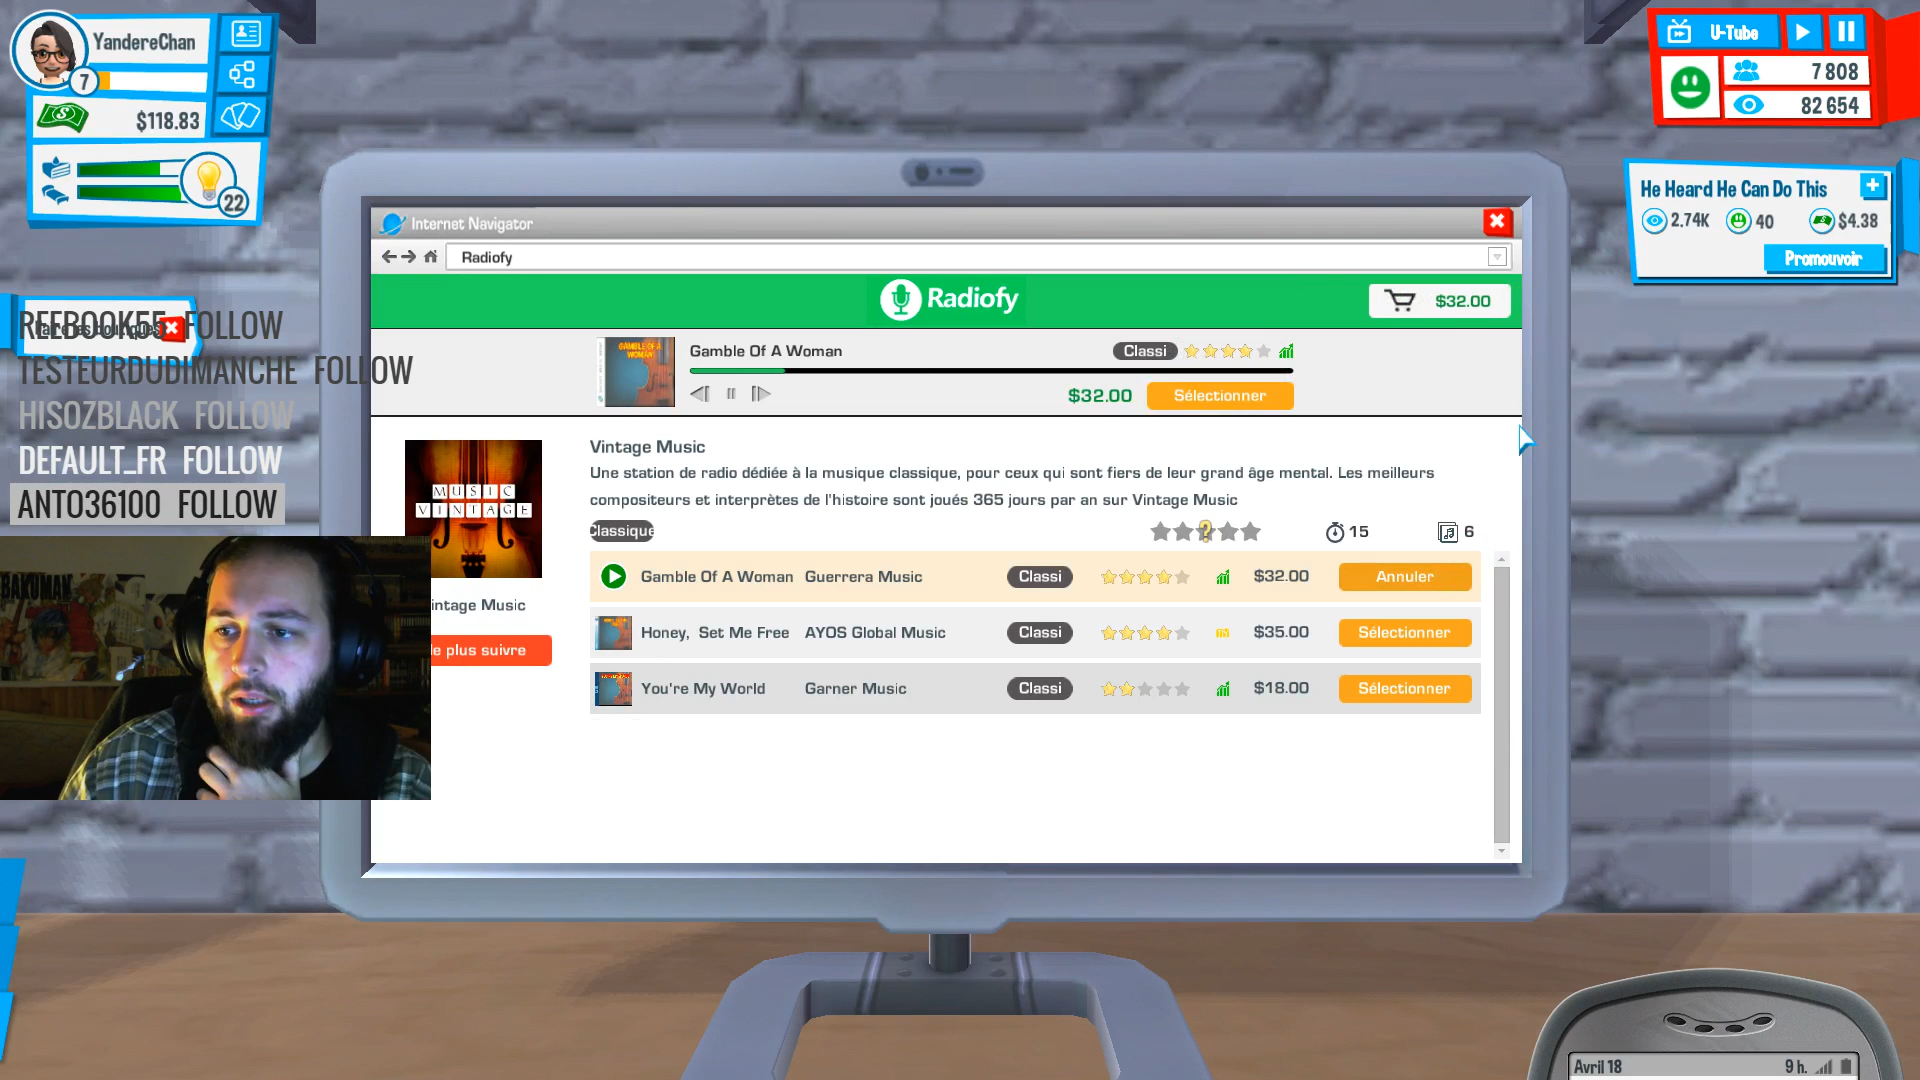 YandereChan
7
$118.83
22
U-Tube
7 808
82 654
He Heard He Can Do This
2.74K
40
$4.38
Promouvoir
Internet Navigator
Radiofy
Radiofy
$32.00
REEBOOK55 FOLLOW
TESTEURDUDIMANCHE FOLLOW
HISOZBLACK FOLLOW
DEFAULT_FR FOLLOW
ANTO36100 FOLLOW
GAMBLE OF A WOMAN
Gamble Of A Woman
Classi
$32.00
Sélectionner
MUSIC
VINTAGE
Vintage Music
Une station de radio dédiée à la musique classique, pour ceux qui sont fiers de leur grand âge mental. Les meilleurs
compositeurs et interprètes de l'histoire sont joués 365 jours par an sur Vintage Music
Classique
15
6
Gamble Of A Woman Guerrera Music Classi $32.00 Annuler
Honey, Set Me Free AYOS Global Music Classi $35.00 Sélectionner
You're My World Garner Music Classi $18.00 Sélectionner
intage Music
e plus suivre
BAKUMAN
Avril 18
9 h.